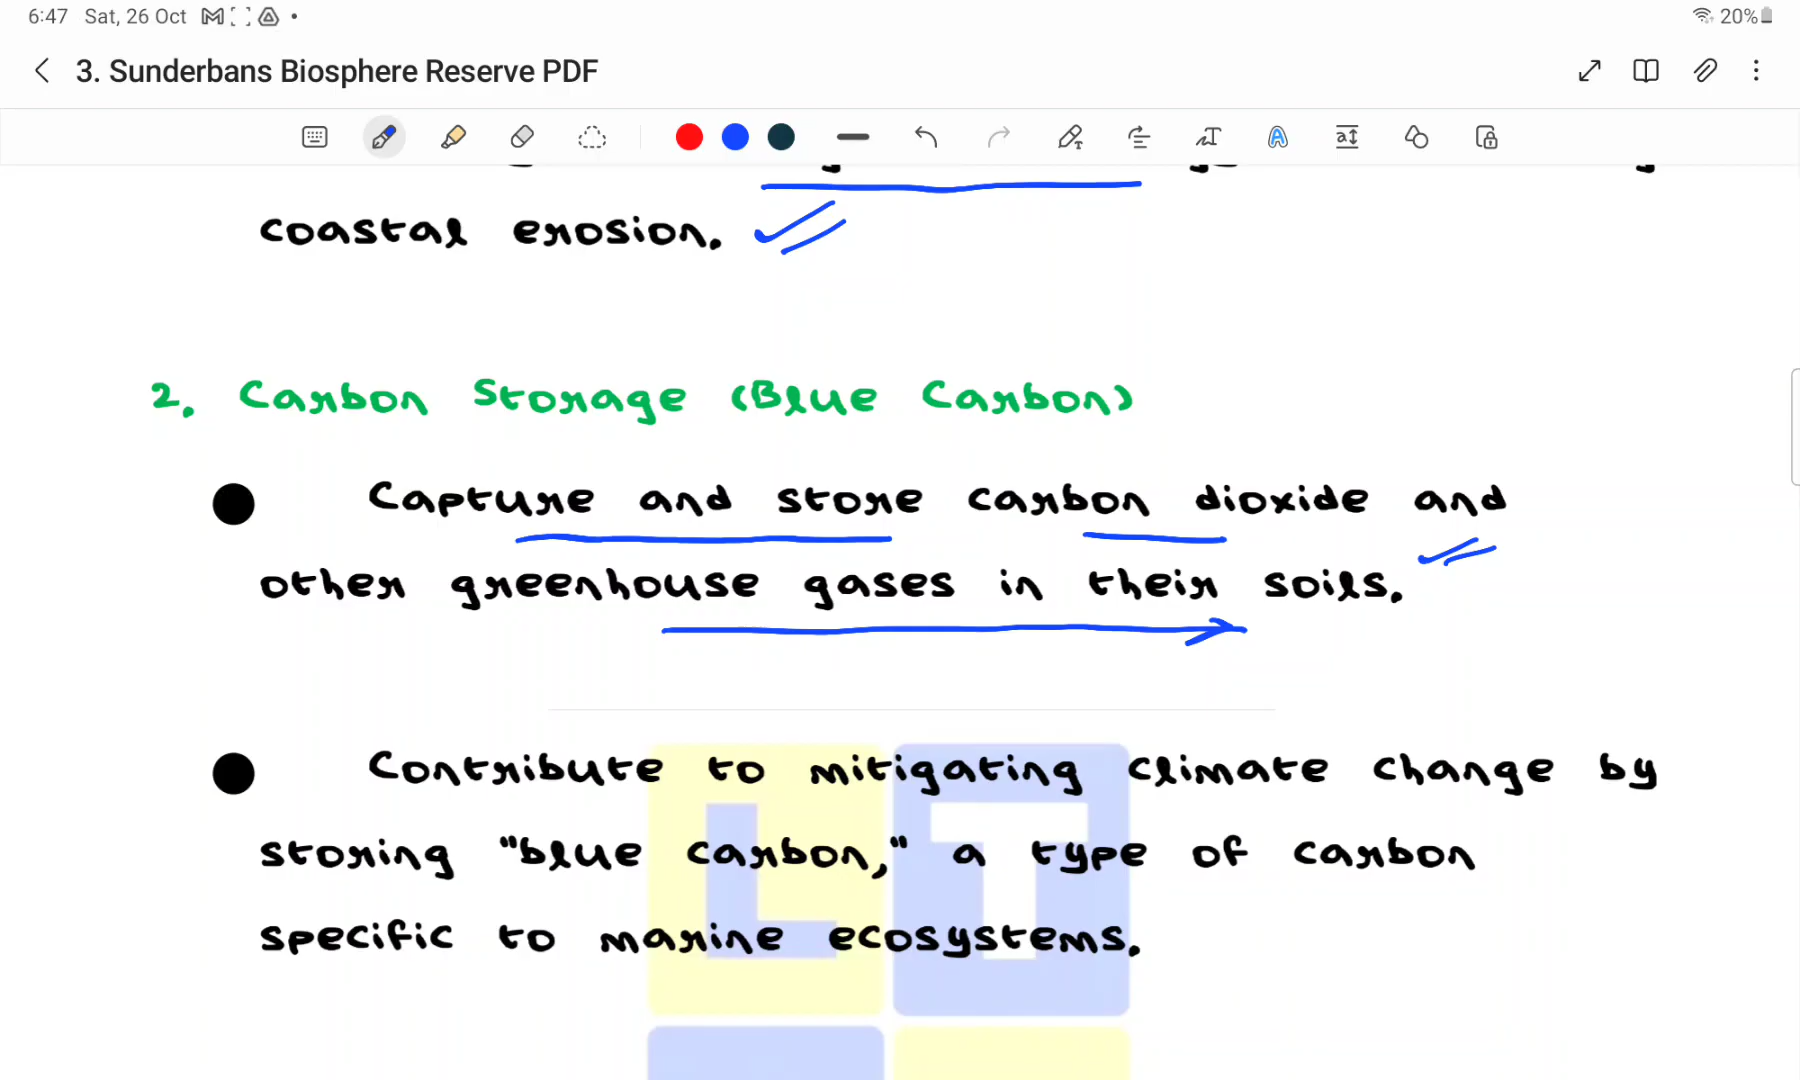 6:47 Sat, 26 Oct
20%
3. Sunderbans Biosphere Reserve PDF
coastal erosion.
2. Carbon Storage (Blue Carbon)
Capture and store carbon dioxide and
other greenhouse gases in their soils.
Contribute to mitigating climate change by
storing "blue carbon," a type of carbon
specific to marine ecosystems.
L T